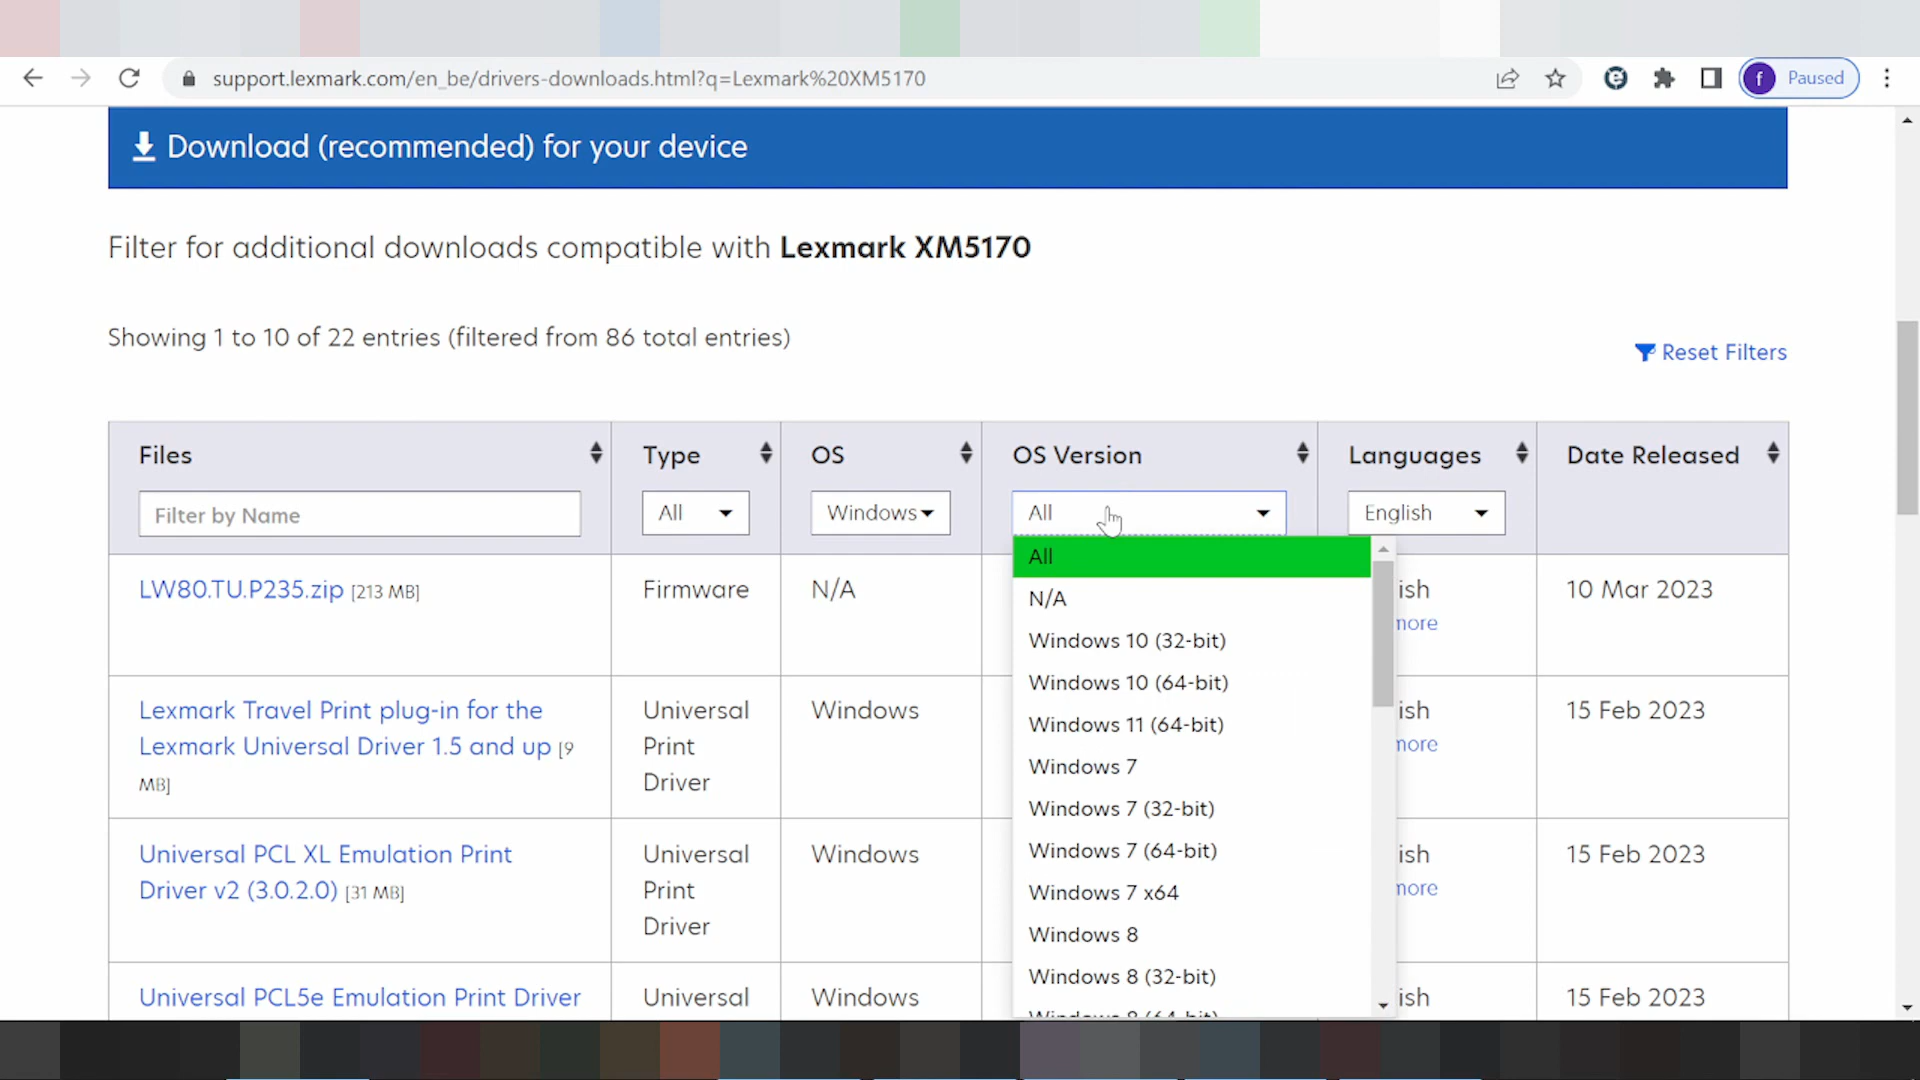 support.lexmark.com/en_be/drivers-downloads.html?q=Lexmark%20XM5170
f Paused
Download (recommended) for your device
Filter for additional downloads compatible with Lexmark XM5170
Showing 1 to 10 of 22 entries (filtered from 86 total entries)
Reset Filters
Files Type OS OS Version Languages Date Released
Filter by Name All Windows All English
All
LW80.TU.P235.zip [213 MB] Firmware N/A ish 10 Mar 2023
N/A
more
Windows 10 (32-bit)
Windows 10 (64-bit)
Lexmark Travel Print plug-in for the Universal Windows ish 15 Feb 2023
Windows 11 (64-bit)
Lexmark Universal Driver 1.5 and up [9 Print more
Windows 7
MB] Driver
Windows 7 (32-bit)
Windows 7 (64-bit)
Universal PCL XL Emulation Print Universal Windows ish 15 Feb 2023
Driver v2 (3.0.2.0) [31 MB] Print Windows 7 x64 more
Driver Windows 8
Windows 8 (32-bit)
Universal PCL5e Emulation Print Driver Universal Windows ish 15 Feb 2023
Windows 8 (64-bit)